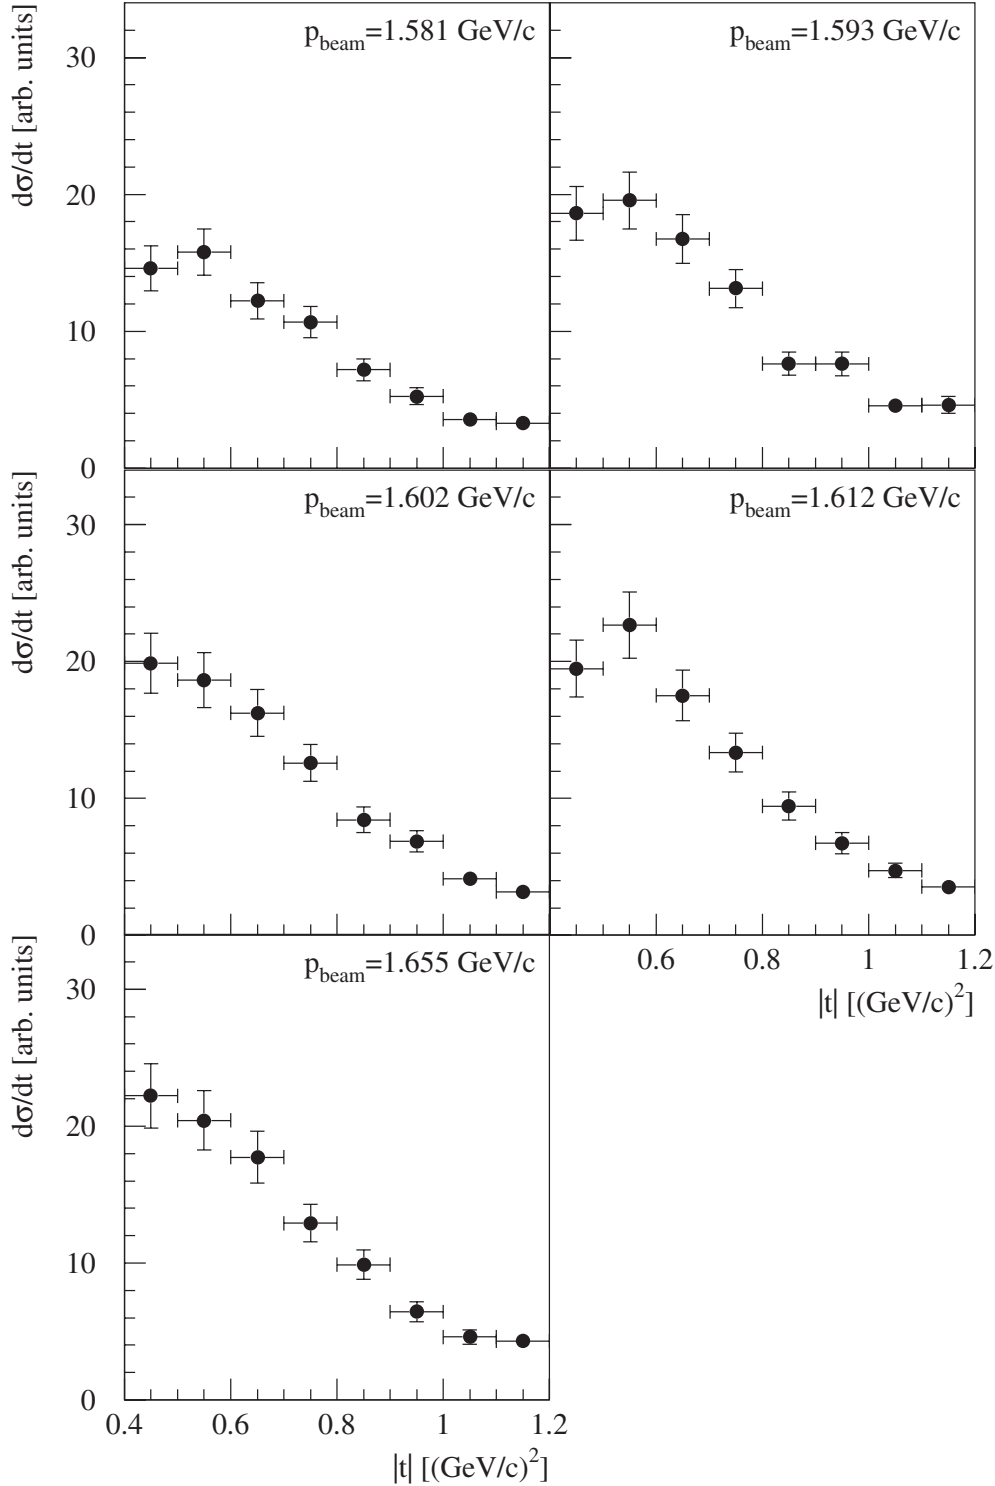 dσ/dt [arb. units]
p_beam=1.581 GeV/c
30
20
10
0
p_beam=1.593 GeV/c
dσ/dt [arb. units]
p_beam=1.602 GeV/c
30
20
10
0
p_beam=1.612 GeV/c
0.6 0.8 1 1.2
|t| [(GeV/c)²]
dσ/dt [arb. units]
p_beam=1.655 GeV/c
30
20
10
0
0.4 0.6 0.8 1 1.2
|t| [(GeV/c)²]